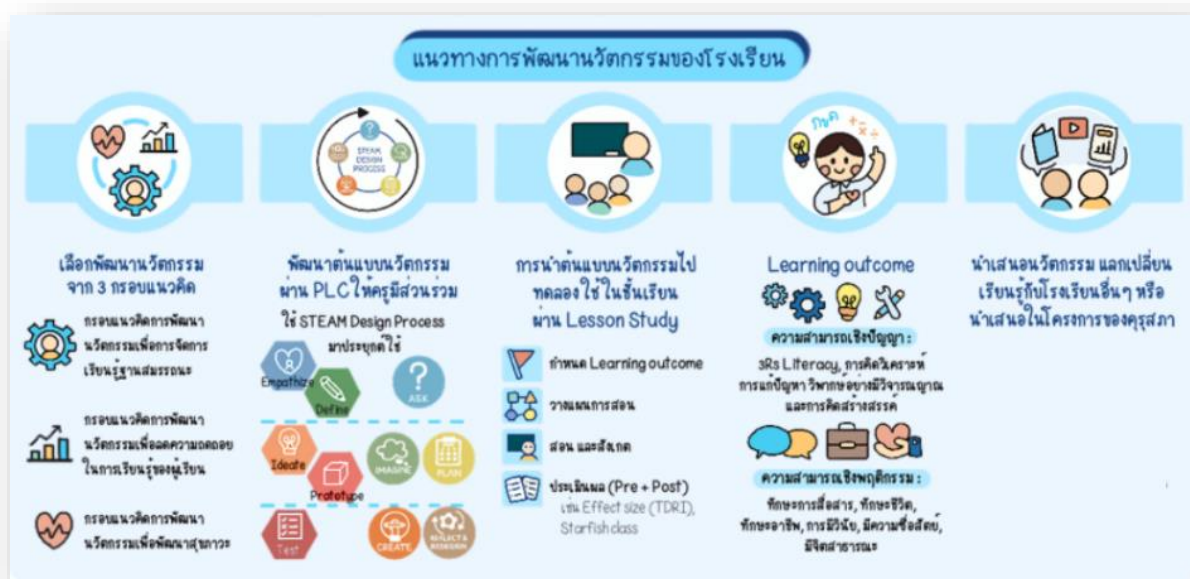 แนวทางการพัฒนานวัตกรรมของโรงเรียน
เลือกพัฒนานวัตกรรม
จาก 3 กรอบแนวคิด
กรอบแนวคิดการพัฒนา
นวัตกรรมเพื่อการจัดการ
เรียนรู้ฐานสมรรถนะ
กรอบแนวคิดการพัฒนา
นวัตกรรมเพื่อลดความถดถอย
ในการเรียนรู้ของผู้เรียน
กรอบแนวคิดการพัฒนา
นวัตกรรมเพื่อพัฒนาสุขภาวะ
STEAM
DESIGN
PROCESS
พัฒนาต้นแบบนวัตกรรม
ผ่าน PLC ให้ครูมีส่วนร่วม
ใช้ STEAM Design Process
มาประยุกต์ใช้
Empathize
Define
ASK
Ideate
Prototype
IMAGINE
PLAN
Test
CREATE
REFLECT &
REDESIGN
การนำต้นแบบนวัตกรรมไป
ทดลองใช้ในชั้นเรียน
ผ่าน Lesson Study
กำหนด Learning outcome
วางแผนการสอน
สอน และสังเกต
ประเมินผล (Pre + Post)
เช่น Effect size (TDRI),
Starfish class
Learning outcome
ความสามารถเชิงปัญญา :
3Rs Literacy, การคิดวิเคราะห์
การแก้ปัญหา วิพากษ์อย่างมีวิจารณญาณ
และการคิดสร้างสรรค์
ความสามารถเชิงพฤติกรรม :
ทักษะการสื่อสาร, ทักษะชีวิต,
ทักษะอาชีพ, การมีวินัย, มีความซื่อสัตย์,
มีจิตสาธารณะ
นำเสนอนวัตกรรม แลกเปลี่ยน
เรียนรู้กับโรงเรียนอื่นๆ หรือ
นำเสนอในโครงการของคุรุสภา